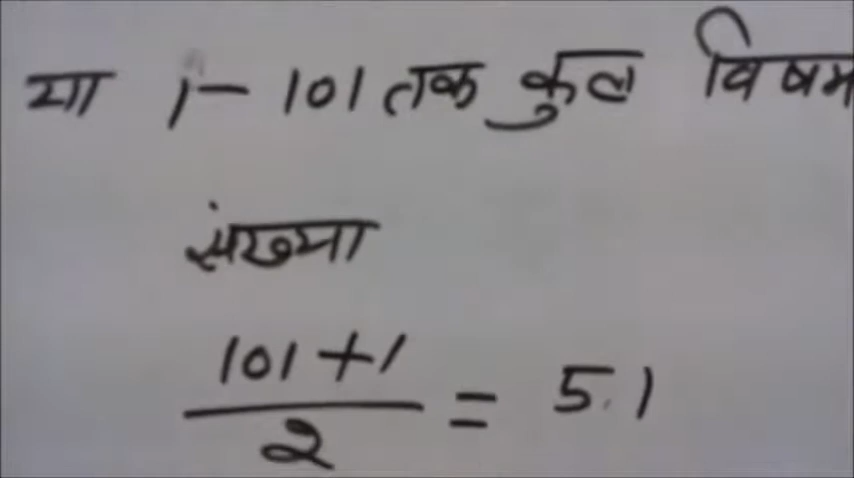 या 1- 101 तक कुल विषम
संख्या
101 + 1
2
= 51